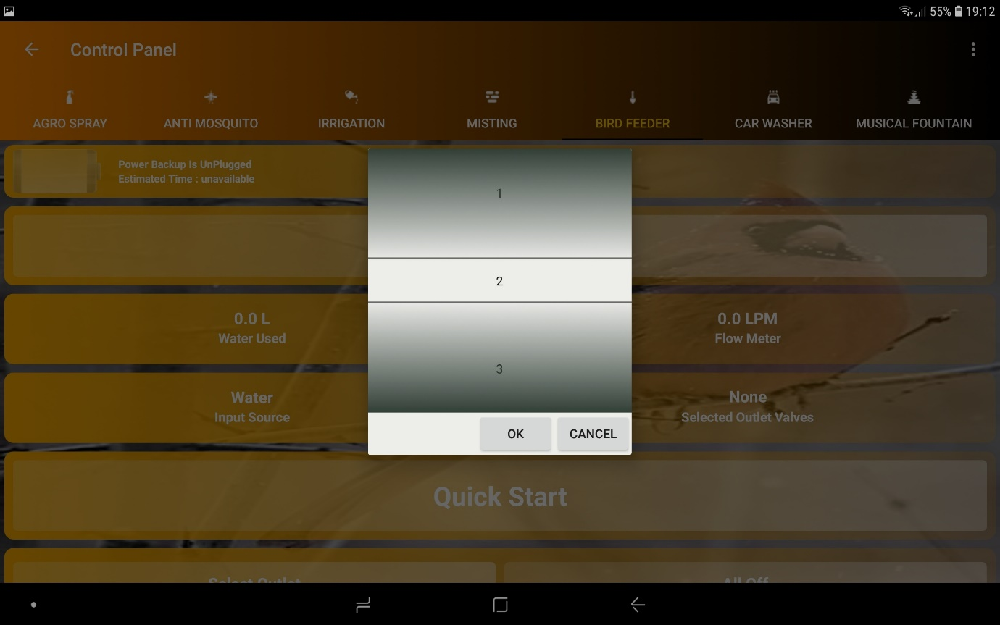 55% 19:12
Control Panel
AGRO SPRAY
ANTI MOSQUITO
IRRIGATION
MISTING
BIRD FEEDER
CAR WASHER
MUSICAL FOUNTAIN
Power Backup Is UnPlugged
Estimated Time : unavailable
1
2
3
OK
CANCEL
0.0 L
Water Used
0.0 LPM
Flow Meter
Water
Input Source
None
Selected Outlet Valves
Quick Start
Select Outlet
All Off